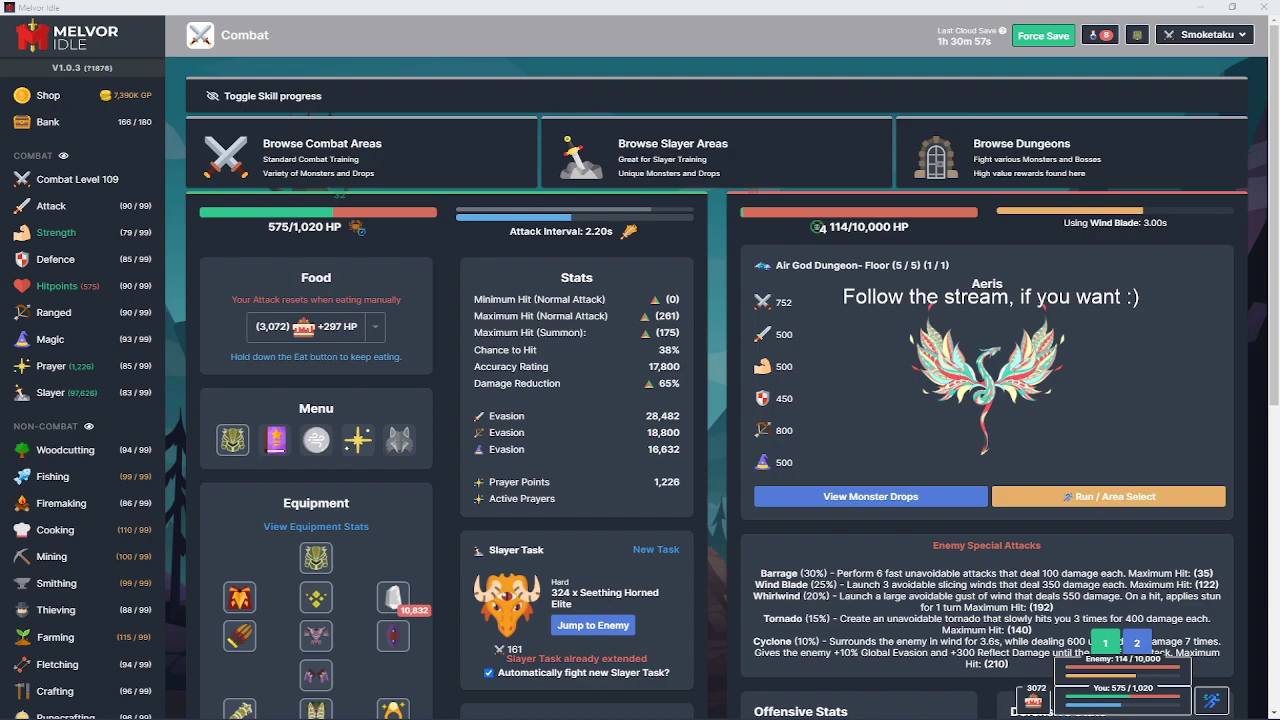 Melvor Idle
MELVOR
IDLE
V1.0.3 (?1876)
Shop
7,390K GP
Bank
166 / 180
COMBAT
Combat Level 109
Attack
(90 / 99)
Strength
(79 / 99)
Defence
(85 / 99)
Hitpoints (575)
(90 / 99)
Ranged
(90 / 99)
Magic
(90 / 99)
Prayer (1,226)
(85 / 99)
Slayer (97,626)
(83 / 99)
NON-COMBAT
Woodcutting
(94 / 99)
Fishing
(99 / 99)
Firemaking
(86 / 99)
Cooking
(110 / 99)
Mining
(100 / 99)
Smithing
(99 / 99)
Thieving
(89 / 99)
Farming
(115 / 99)
Fletching
(94 / 99)
Crafting
(96 / 99)
Runecrafting
(94 / 99)
Combat
Last Cloud Save
1h 30m 57s
Force Save
8
Smoketaku
Toggle Skill progress
Browse Combat Areas
Standard Combat Training
Variety of Monsters and Drops
Browse Slayer Areas
Great for Slayer Training
Unique Monsters and Drops
Browse Dungeons
Fight various Monsters and Bosses
High value rewards found here
32
575/1,020 HP
Attack Interval: 2.20s
4 114/10,000 HP
Using Wind Blade: 3.00s
Food
Your Attack resets when eating manually
(3,072) +297 HP
Hold down the Eat button to keep eating.
Menu
Equipment
View Equipment Stats
10,832
Stats
Minimum Hit (Normal Attack)
(0)
Maximum Hit (Normal Attack)
(261)
Maximum Hit (Summon):
(175)
Chance to Hit
38%
Accuracy Rating
17,800
Damage Reduction
65%
Evasion
28,482
Evasion
18,800
Evasion
16,632
Prayer Points
1,226
Active Prayers
Slayer Task
New Task
Hard
324 x Seething Horned
Elite
Jump to Enemy
161
Slayer Task already extended
Automatically fight new Slayer Task?
Air God Dungeon- Floor (5 / 5) (1 / 1)
Aeris
Follow the stream, if you want :)
752
500
500
450
800
500
View Monster Drops
Run / Area Select
Enemy Special Attacks
Barrage (30%) - Perform 6 fast unavoidable attacks that deal 100 damage each. Maximum Hit: (35)
Wind Blade (25%) - Launch 3 avoidable slicing winds that deal 350 damage each. Maximum Hit: (122)
Whirlwind (20%) - Launch a large avoidable gust of wind that deals 550 damage. On a hit, applies stun
for 1 turn Maximum Hit: (192)
Tornado (15%) - Create an unavoidable tornado that slowly hits you 3 times for 400 damage each.
Maximum Hit: (140)
Cyclone (10%) - Surrounds the enemy in wind for 3.6s, while dealing 600 damage 7 times.
Gives the enemy +10% Global Evasion and +300 Reflect Damage until the Attack. Maximum
Hit: (210)
1
2
Enemy: 114 / 10,000
3072
You: 575 / 1,020
Offensive Stats
Stats